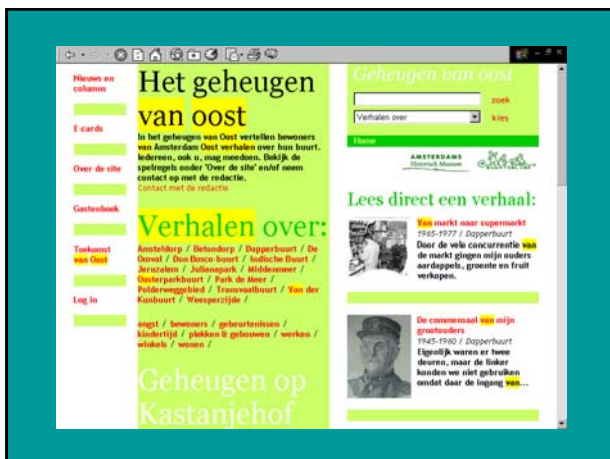 Nieuws en
column
E-cards
Over de site
Gastenboek
Toekomst
van Oost
Log in
Het geheugen
van oost
In het geheugen van Oost vertellen bewoners
van Amsterdam Oost verhalen over hun buurt.
Iedereen, ook u, mag meedoen. Bekijk de
spelregels onder 'Over de site' en/of neem
contact op met de redactie.
Contact met de redactie
Verhalen over:
Amsteldorp / Betondorp / Dapperbuurt / De
Omval / Don Bosco-buurt / Indische Buurt /
Jeruzalem / Julianapark / Middenmeer /
Oosterparkbuurt / Park de Meer /
Polderweggebied / Transvaalbuurt / Van der
Kunbuurt / Weesperzijde /
angst / bewoners / gebeurtenissen /
kindertijd / plekken & gebouwen / werken /
winkels / wonen /
Geheugen op
Kastanjehof
Geheugen van oost
zoek
Verhalen over
kies
Home
AMSTERDAMS
Historisch Museum
Lees direct een verhaal:
Van markt naar supermarkt
1965-1977 / Dapperbuurt
Door de vele concurrentie van
de markt gingen mijn ouders
aardappels, groente en fruit
verkopen.
De commensaal van mijn
grootouders
1945-1960 / Dapperbuurt
Eigenlijk waren er twee
deuren, maar de linker
konden we niet gebruiken
omdat daar de ingang van...